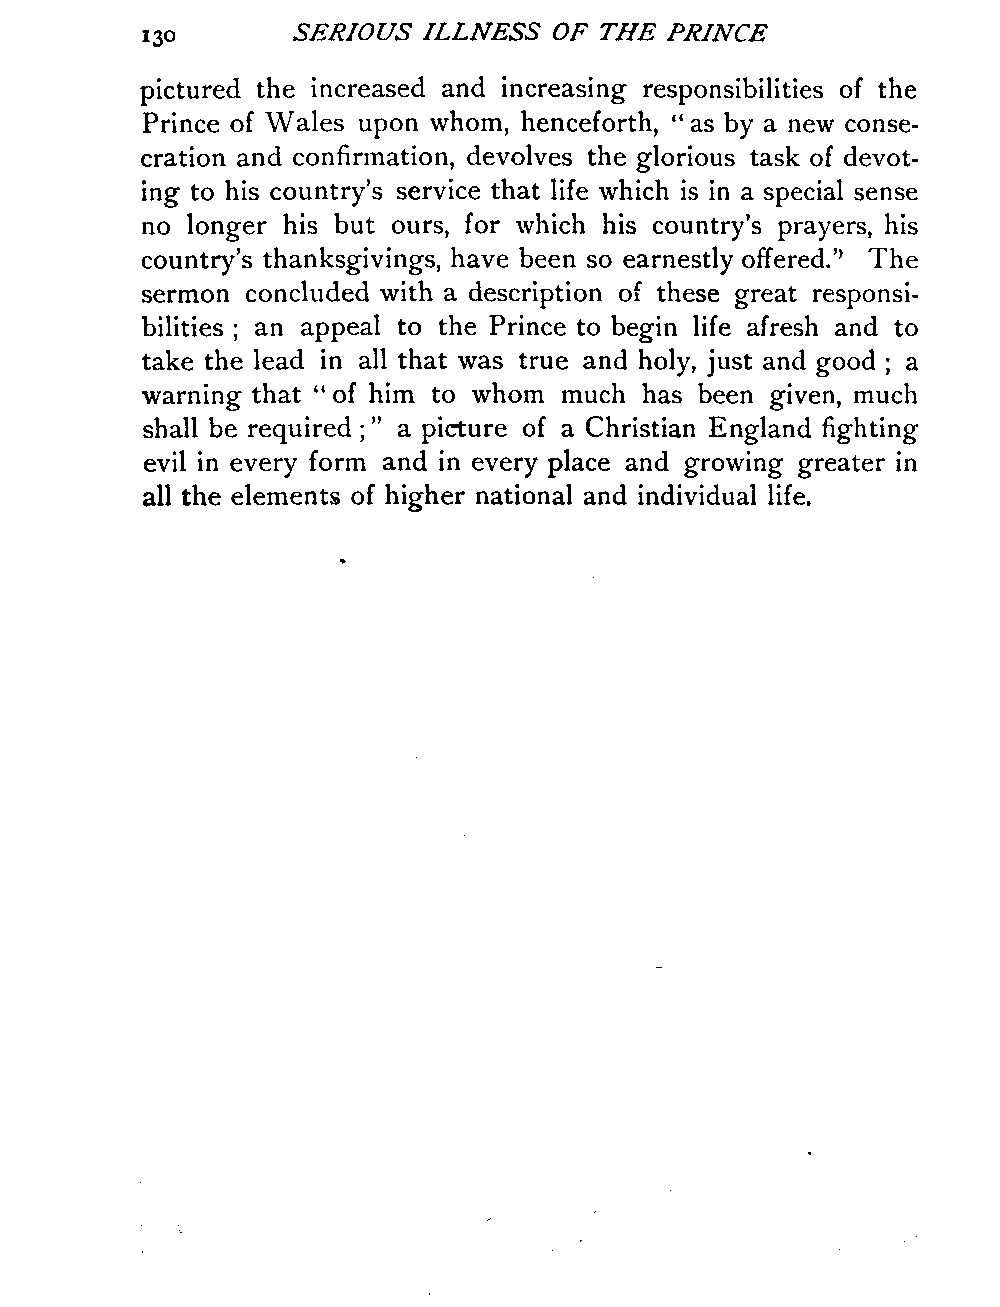 130 SERIOUS ILLNESS OF THE PRINCE
pictured the increased and increasing responsibilities of the
Prince of Wales upon whom, henceforth, “ as by a new conse-
cration and confirmation, devolves the glorious task of devot-
ing to his country's service that life which is in a special sense
no longer his but ours, for which his country's prayers, his
country's thanksgivings, have been so earnestly offered.” The
sermon concluded with a description of these great responsi-
bilities ; an appeal to the Prince to begin life afresh and to
take the lead in all that was true and holy, just and good ; a
warning that “ of him to whom much has been given, much
shall be required ; ” a picture of a Christian England fighting
evil in every form and in every place and growing greater in
all the elements of higher national and individual life.